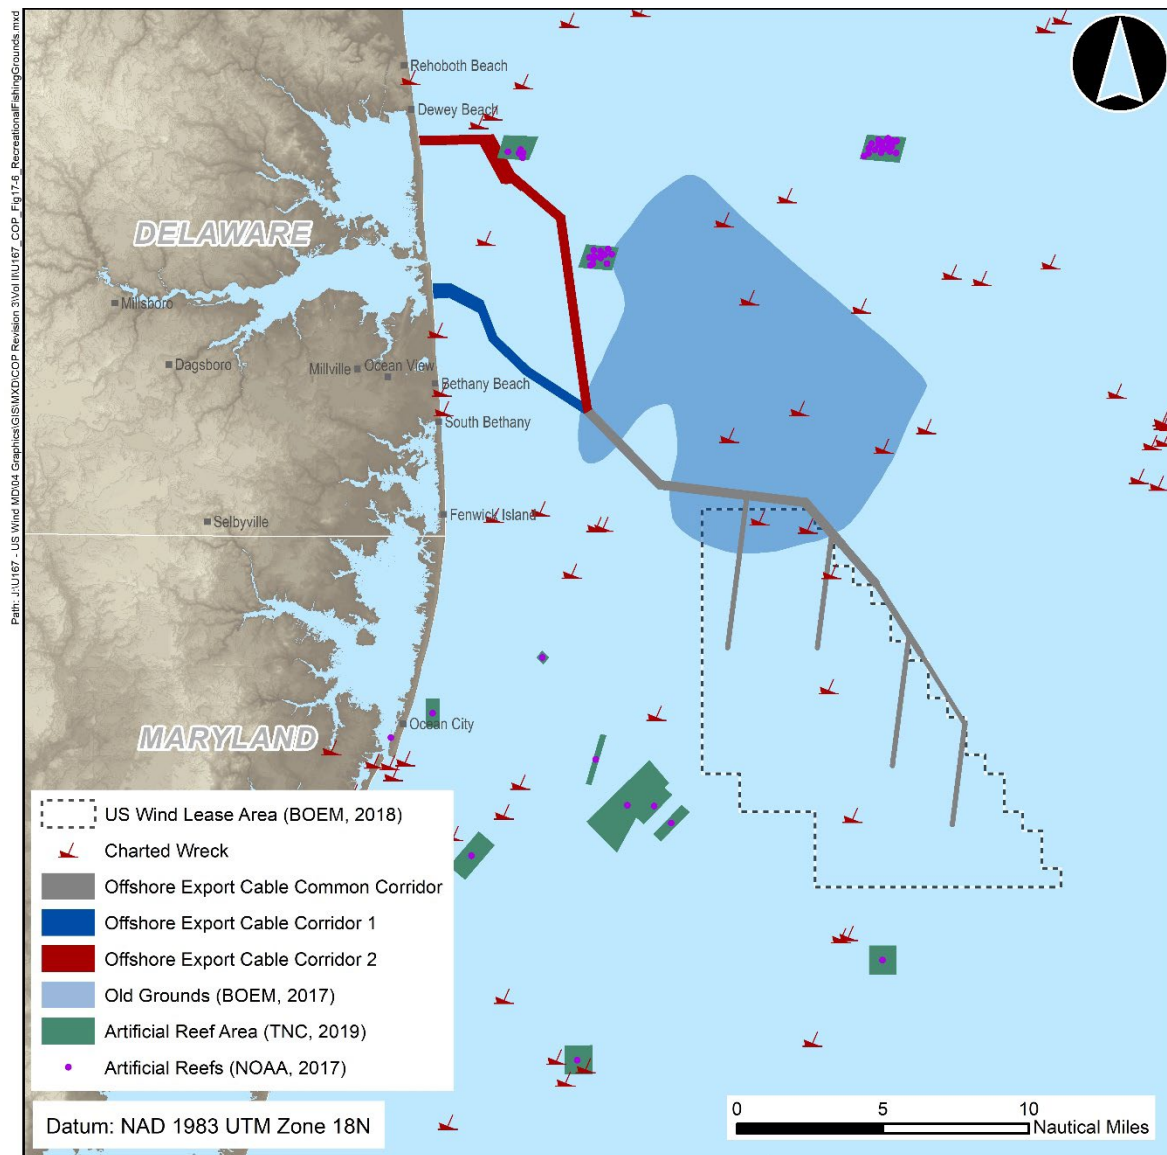 Path: J:\U167 - US Wind MD\04 Graphics\GIS\MXD\COP Revision 3\Vol II\U167_COP_Fig17-6_RecreationalFishingGrounds.mxd
Rehoboth Beach
Dewey Beach
DELAWARE
Millsboro
Dagsboro
Millville
Ocean View
Bethany Beach
South Bethany
Selbyville
Fenwick Island
MARYLAND
Ocean City
US Wind Lease Area (BOEM, 2018)
Charted Wreck
Offshore Export Cable Common Corridor
Offshore Export Cable Corridor 1
Offshore Export Cable Corridor 2
Old Grounds (BOEM, 2017)
Artificial Reef Area (TNC, 2019)
Artificial Reefs (NOAA, 2017)
Datum: NAD 1983 UTM Zone 18N
0 5 10
Nautical Miles